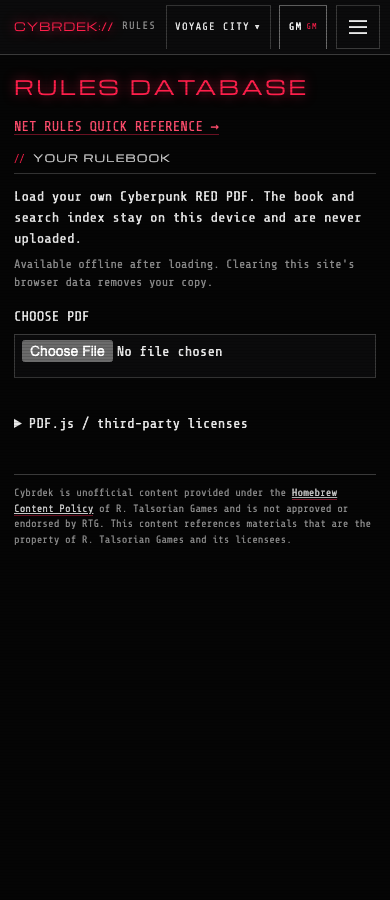 CYBRDEK:// RULES VOYAGE CITY ▼ GM GM
RULES DATABASE
NET RULES QUICK REFERENCE →
// YOUR RULEBOOK
Load your own Cyberpunk RED PDF. The book and
search index stay on this device and are never
uploaded.
Available offline after loading. Clearing this site's
browser data removes your copy.
CHOOSE PDF
Choose File No file chosen
▶ PDF.js / third-party licenses
Cybrdek is unofficial content provided under the Homebrew
Content Policy of R. Talsorian Games and is not approved or
endorsed by RTG. This content references materials that are the
property of R. Talsorian Games and its licensees.